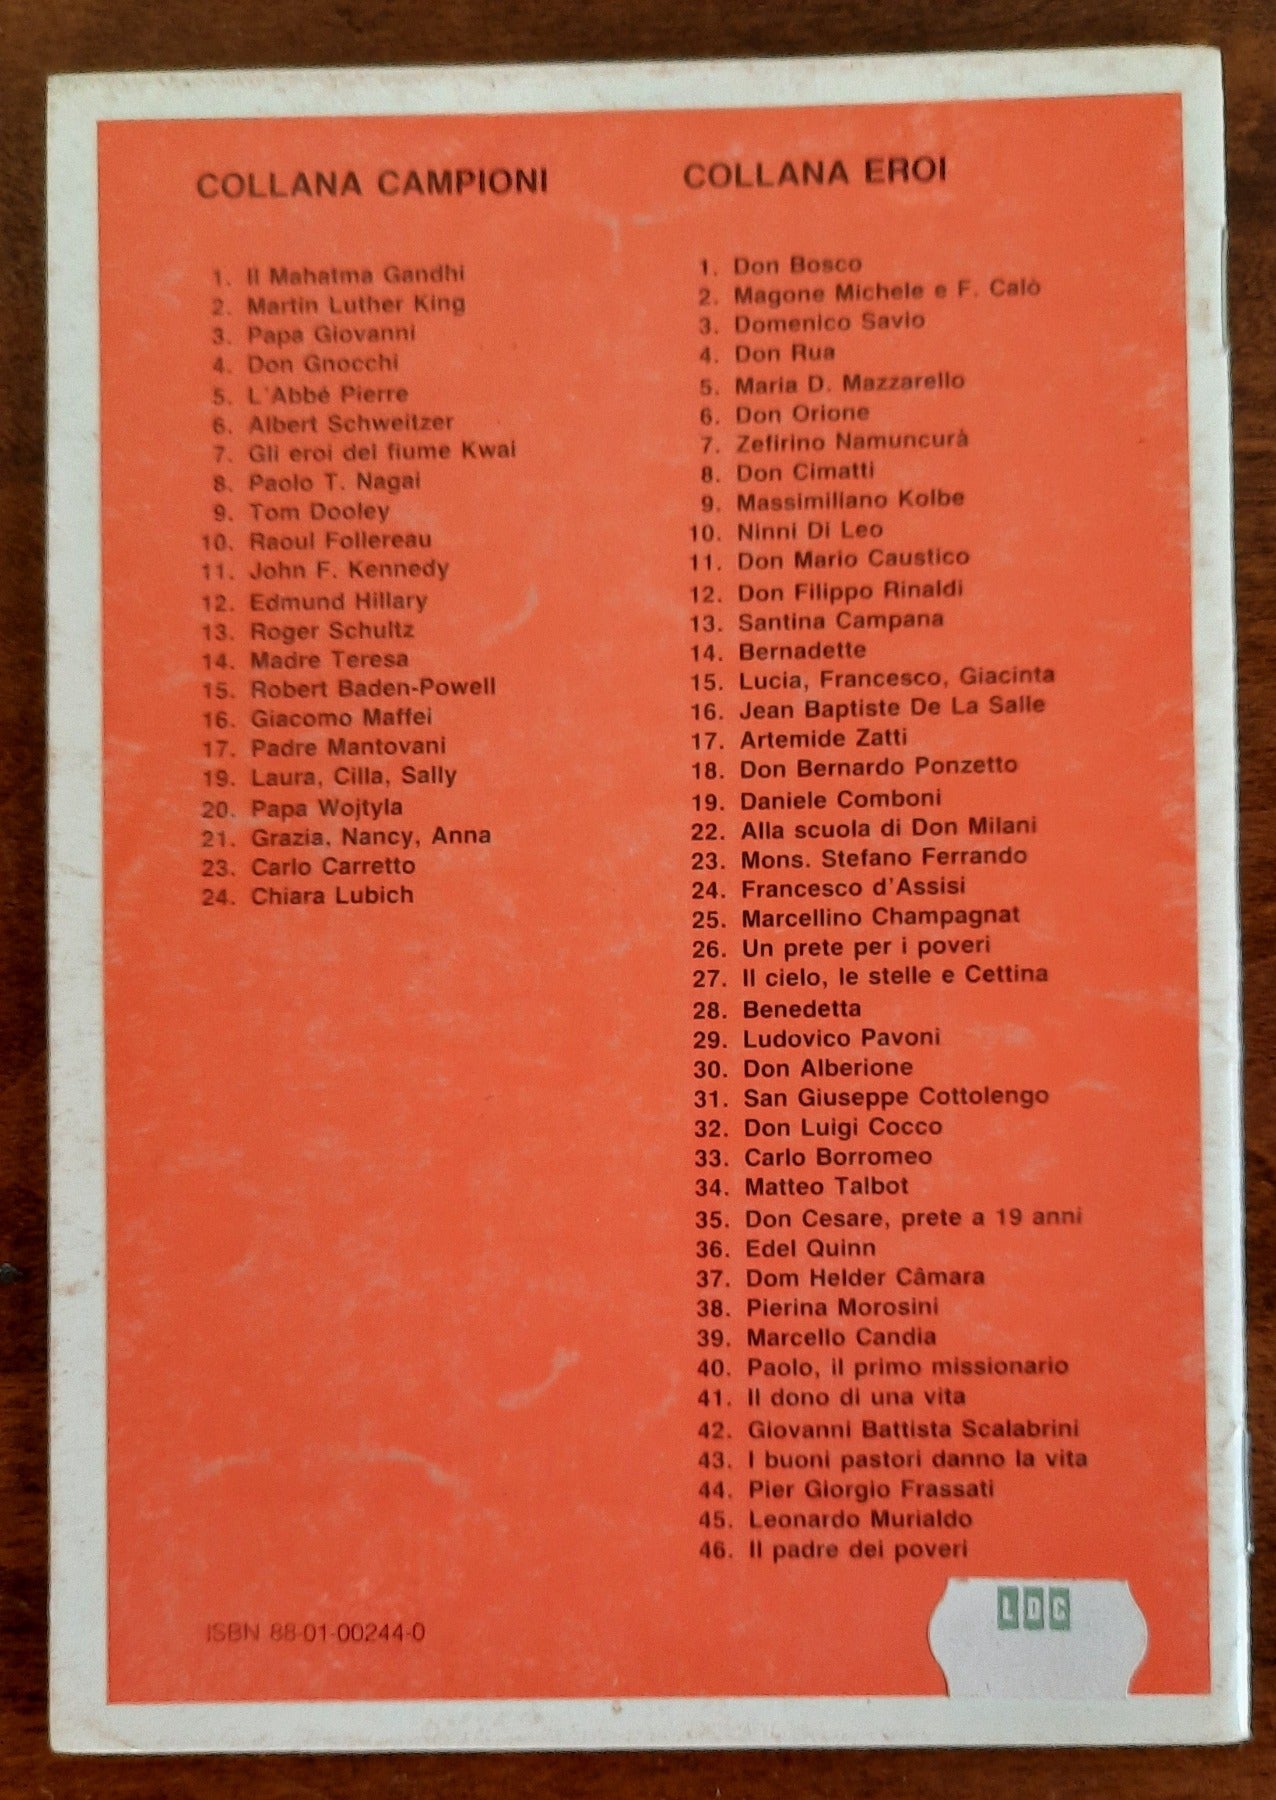 COLLANA CAMPIONI
1. Il Mahatma Gandhi
2. Martin Luther King
3. Papa Giovanni
4. Don Gnocchi
5. L'Abbé Pierre
6. Albert Schweitzer
7. Gli eroi del fiume Kwai
8. Paolo T. Nagai
9. Tom Dooley
10. Raoul Follereau
11. John F. Kennedy
12. Edmund Hillary
13. Roger Schultz
14. Madre Teresa
15. Robert Baden-Powell
16. Giacomo Maffei
17. Padre Mantovani
19. Laura, Cilla, Sally
20. Papa Wojtyla
21. Grazia, Nancy, Anna
23. Carlo Carretto
24. Chiara Lubich
ISBN 88-01-00244-0
COLLANA EROI
1. Don Bosco
2. Magone Michele e F. Calò
3. Domenico Savio
4. Don Rua
5. Maria D. Mazzarello
6. Don Orione
7. Zefirino Namuncurà
8. Don Cimatti
9. Massimiliano Kolbe
10. Ninni Di Leo
11. Don Mario Caustico
12. Don Filippo Rinaldi
13. Santina Campana
14. Bernadette
15. Lucia, Francesco, Giacinta
16. Jean Baptiste De La Salle
17. Artemide Zatti
18. Don Bernardo Ponzetto
19. Daniele Comboni
22. Alla scuola di Don Milani
23. Mons. Stefano Ferrando
24. Francesco d'Assisi
25. Marcellino Champagnat
26. Un prete per i poveri
27. Il cielo, le stelle e Cettina
28. Benedetta
29. Ludovico Pavoni
30. Don Alberione
31. San Giuseppe Cottolengo
32. Don Luigi Cocco
33. Carlo Borromeo
34. Matteo Talbot
35. Don Cesare, prete a 19 anni
36. Edel Quinn
37. Dom Helder Câmara
38. Pierina Morosini
39. Marcello Candia
40. Paolo, il primo missionario
41. Il dono di una vita
42. Giovanni Battista Scalabrini
43. I buoni pastori danno la vita
44. Pier Giorgio Frassati
45. Leonardo Murialdo
46. Il padre dei poveri
LDC